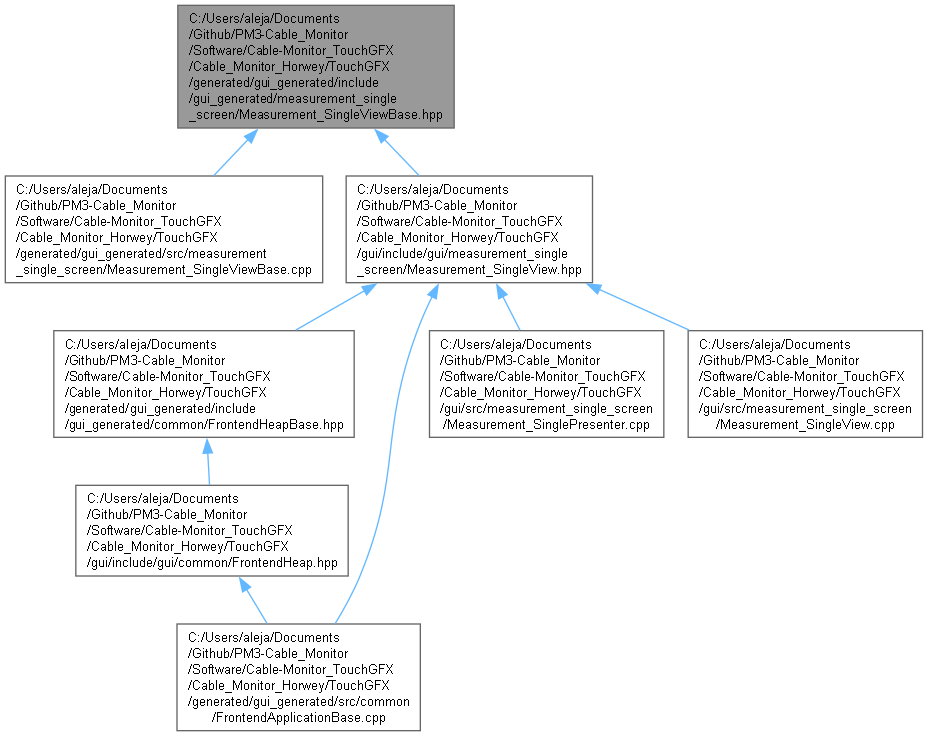 C:/Users/aleja/Documents
/Github/PM3-Cable_Monitor
/Software/Cable-Monitor_TouchGFX
/Cable_Monitor_Horwey/TouchGFX
/generated/gui_generated/include
/gui_generated/measurement_single
_screen/Measurement_SingleViewBase.hpp
C:/Users/aleja/Documents
/Github/PM3-Cable_Monitor
/Software/Cable-Monitor_TouchGFX
/Cable_Monitor_Horwey/TouchGFX
/generated/gui_generated/src/measurement
_single_screen/Measurement_SingleViewBase.cpp
C:/Users/aleja/Documents
/Github/PM3-Cable_Monitor
/Software/Cable-Monitor_TouchGFX
/Cable_Monitor_Horwey/TouchGFX
/gui/include/gui/measurement_single
_screen/Measurement_SingleView.hpp
C:/Users/aleja/Documents
/Github/PM3-Cable_Monitor
/Software/Cable-Monitor_TouchGFX
/Cable_Monitor_Horwey/TouchGFX
/generated/gui_generated/include
/gui_generated/common/FrontendHeapBase.hpp
C:/Users/aleja/Documents
/Github/PM3-Cable_Monitor
/Software/Cable-Monitor_TouchGFX
/Cable_Monitor_Horwey/TouchGFX
/gui/src/measurement_single_screen
/Measurement_SinglePresenter.cpp
C:/Users/aleja/Documents
/Github/PM3-Cable_Monitor
/Software/Cable-Monitor_TouchGFX
/Cable_Monitor_Horwey/TouchGFX
/gui/src/measurement_single_screen
/Measurement_SingleView.cpp
C:/Users/aleja/Documents
/Github/PM3-Cable_Monitor
/Software/Cable-Monitor_TouchGFX
/Cable_Monitor_Horwey/TouchGFX
/gui/include/gui/common/FrontendHeap.hpp
C:/Users/aleja/Documents
/Github/PM3-Cable_Monitor
/Software/Cable-Monitor_TouchGFX
/Cable_Monitor_Horwey/TouchGFX
/generated/gui_generated/src/common
/FrontendApplicationBase.cpp